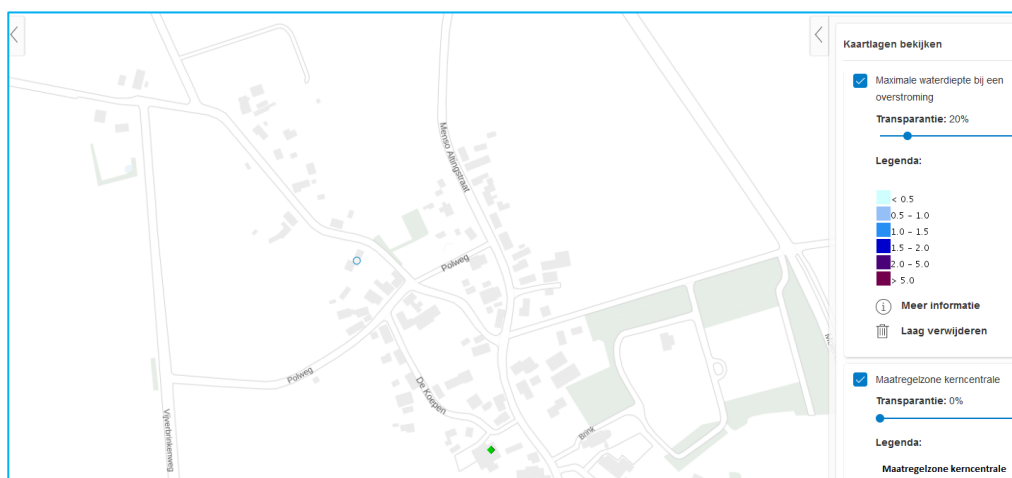 Kaartlagen bekijken
Maximale waterdiepte bij een
overstroming
Transparantie: 20%
Legenda:
< 0.5
0.5 - 1.0
1.0 - 1.5
1.5 - 2.0
2.0 - 5.0
> 5.0
Meer informatie
Laag verwijderen
Maatregelzone kerncentrale
Transparantie: 0%
Legenda:
Maatregelzone kerncentrale
Menso Altingstraat
Polweg
Polweg
De Koepen
Brink
Vijverbrinkenweg